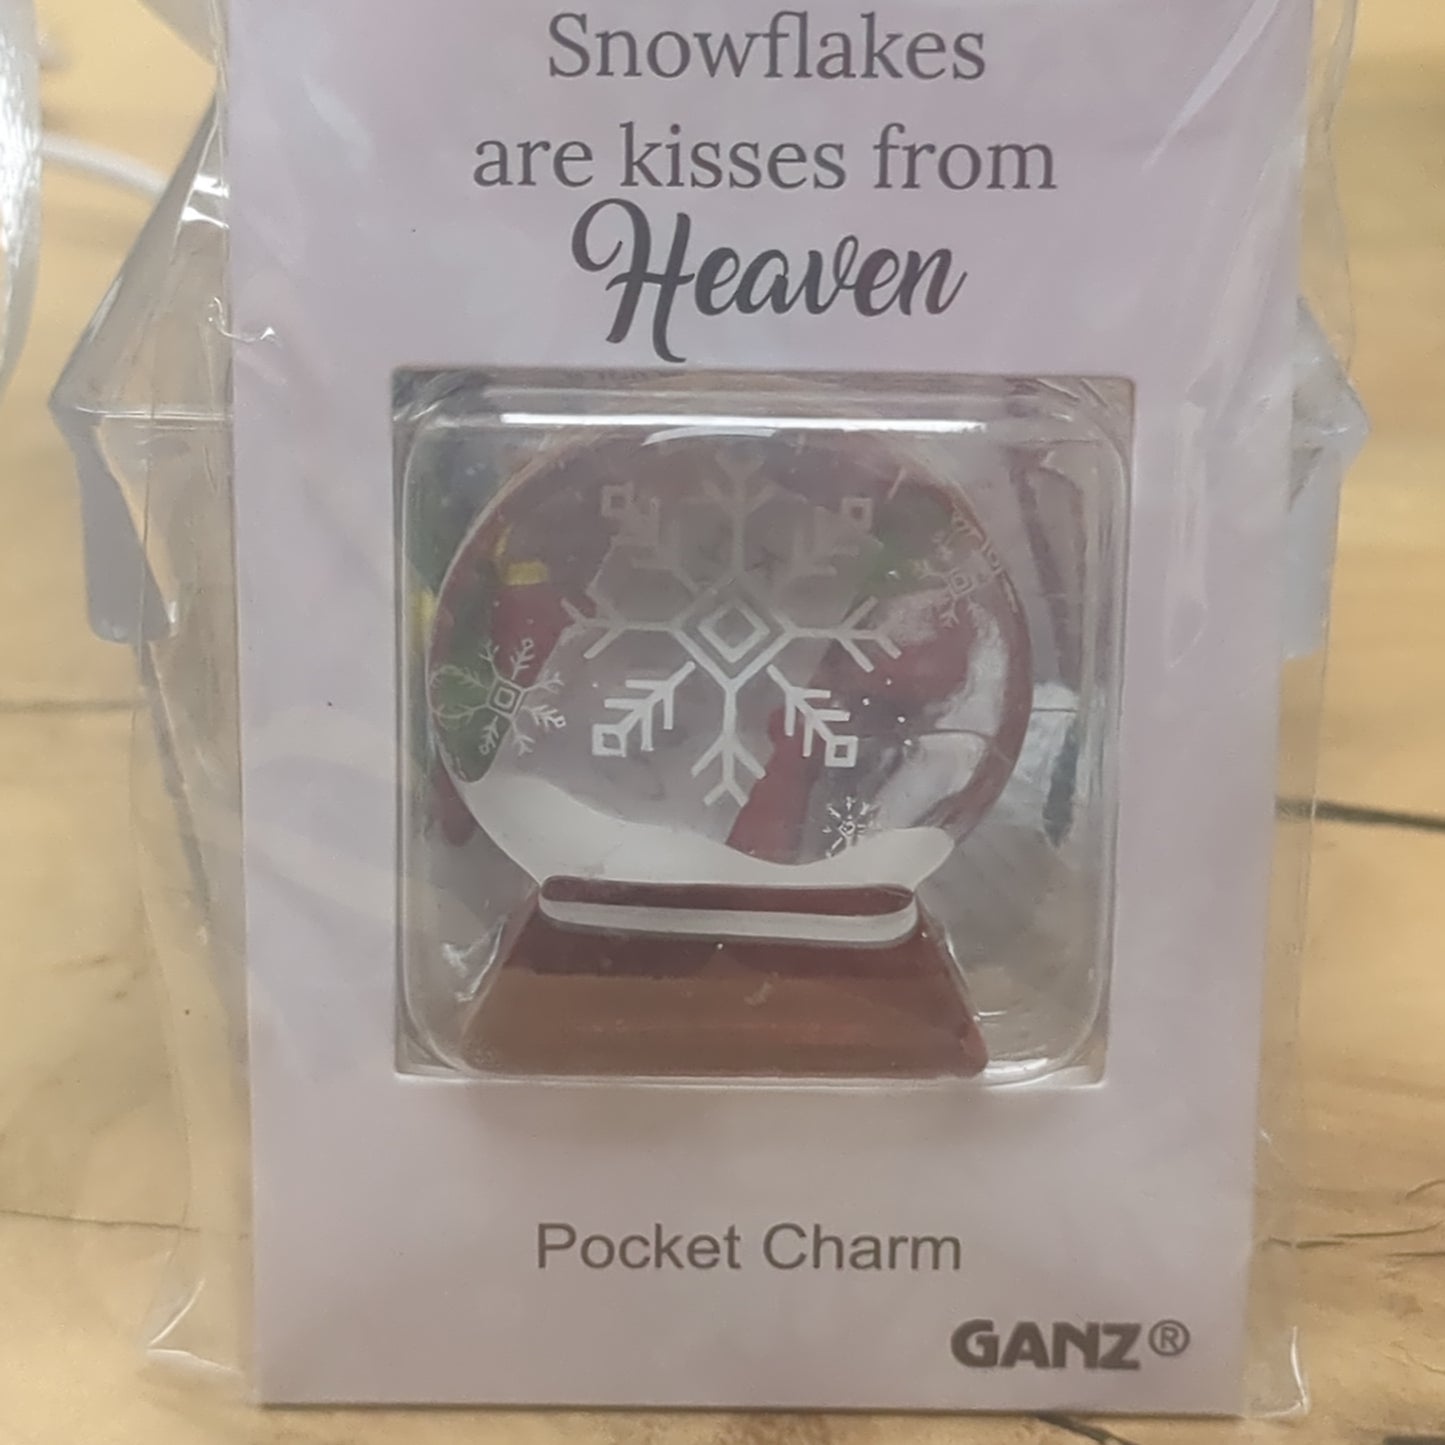 Snowflakes
are kisses from
Heaven
Pocket Charm
GANZ®